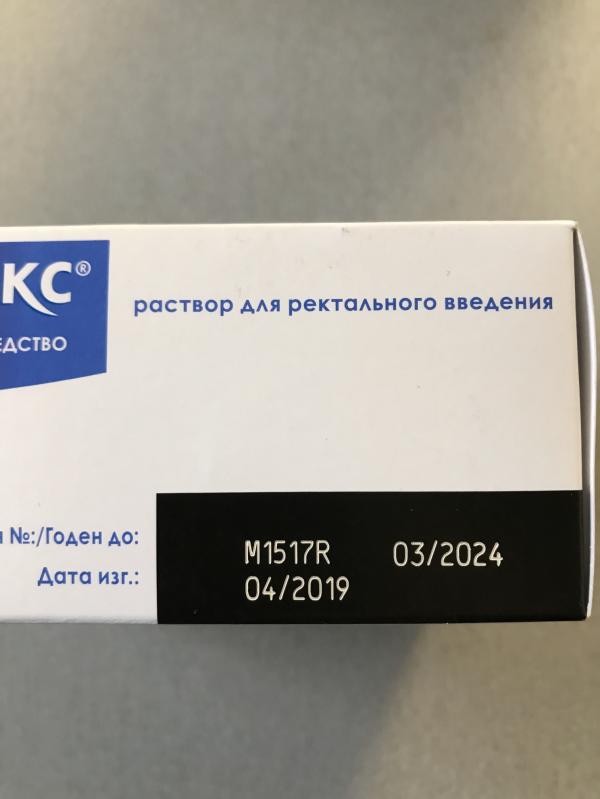 КС®
раствор для ректального введения
ЕДСТВО
№:/Годен до: M1517R 03/2024
Дата изг.: 04/2019